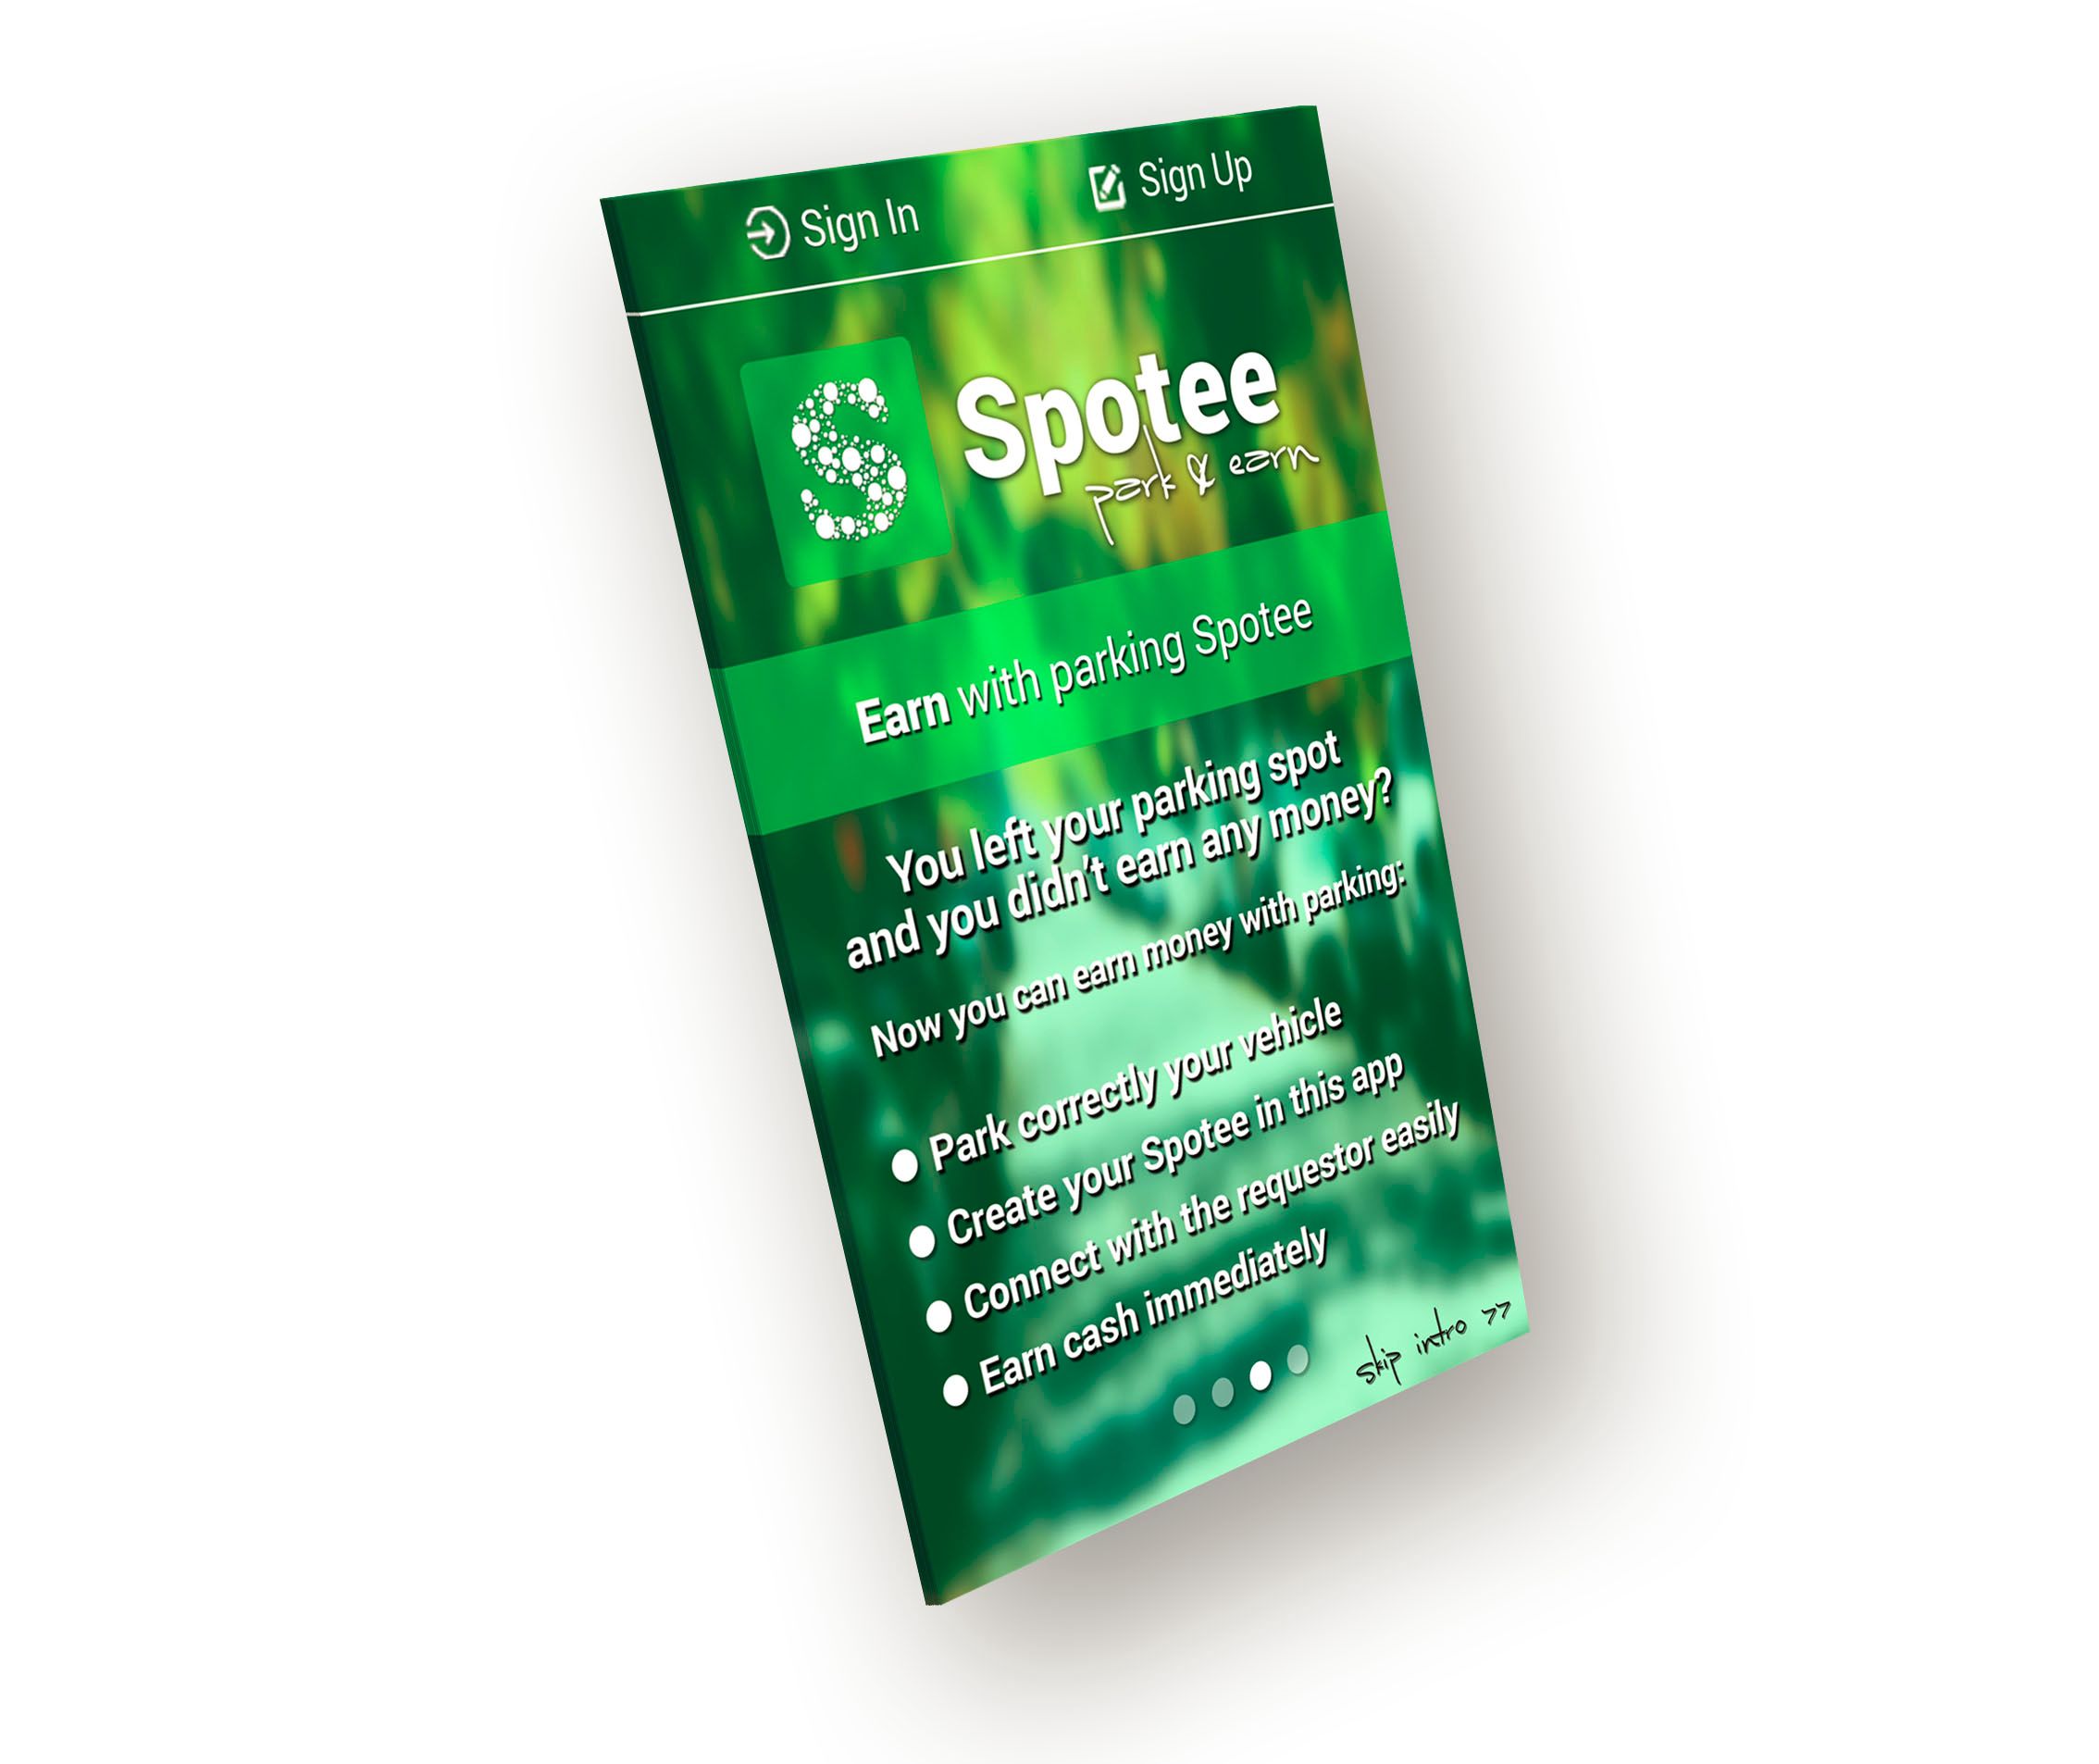 Sign In
Sign Up
S
Spotee
park & earn
Earn with parking Spotee
You left your parking spot
and you didn't earn any money?
Now you can earn money with parking:
Park correctly your vehicle
Create your Spotee in this app
Connect with the requestor easily
Earn cash immediately
skip intro >>